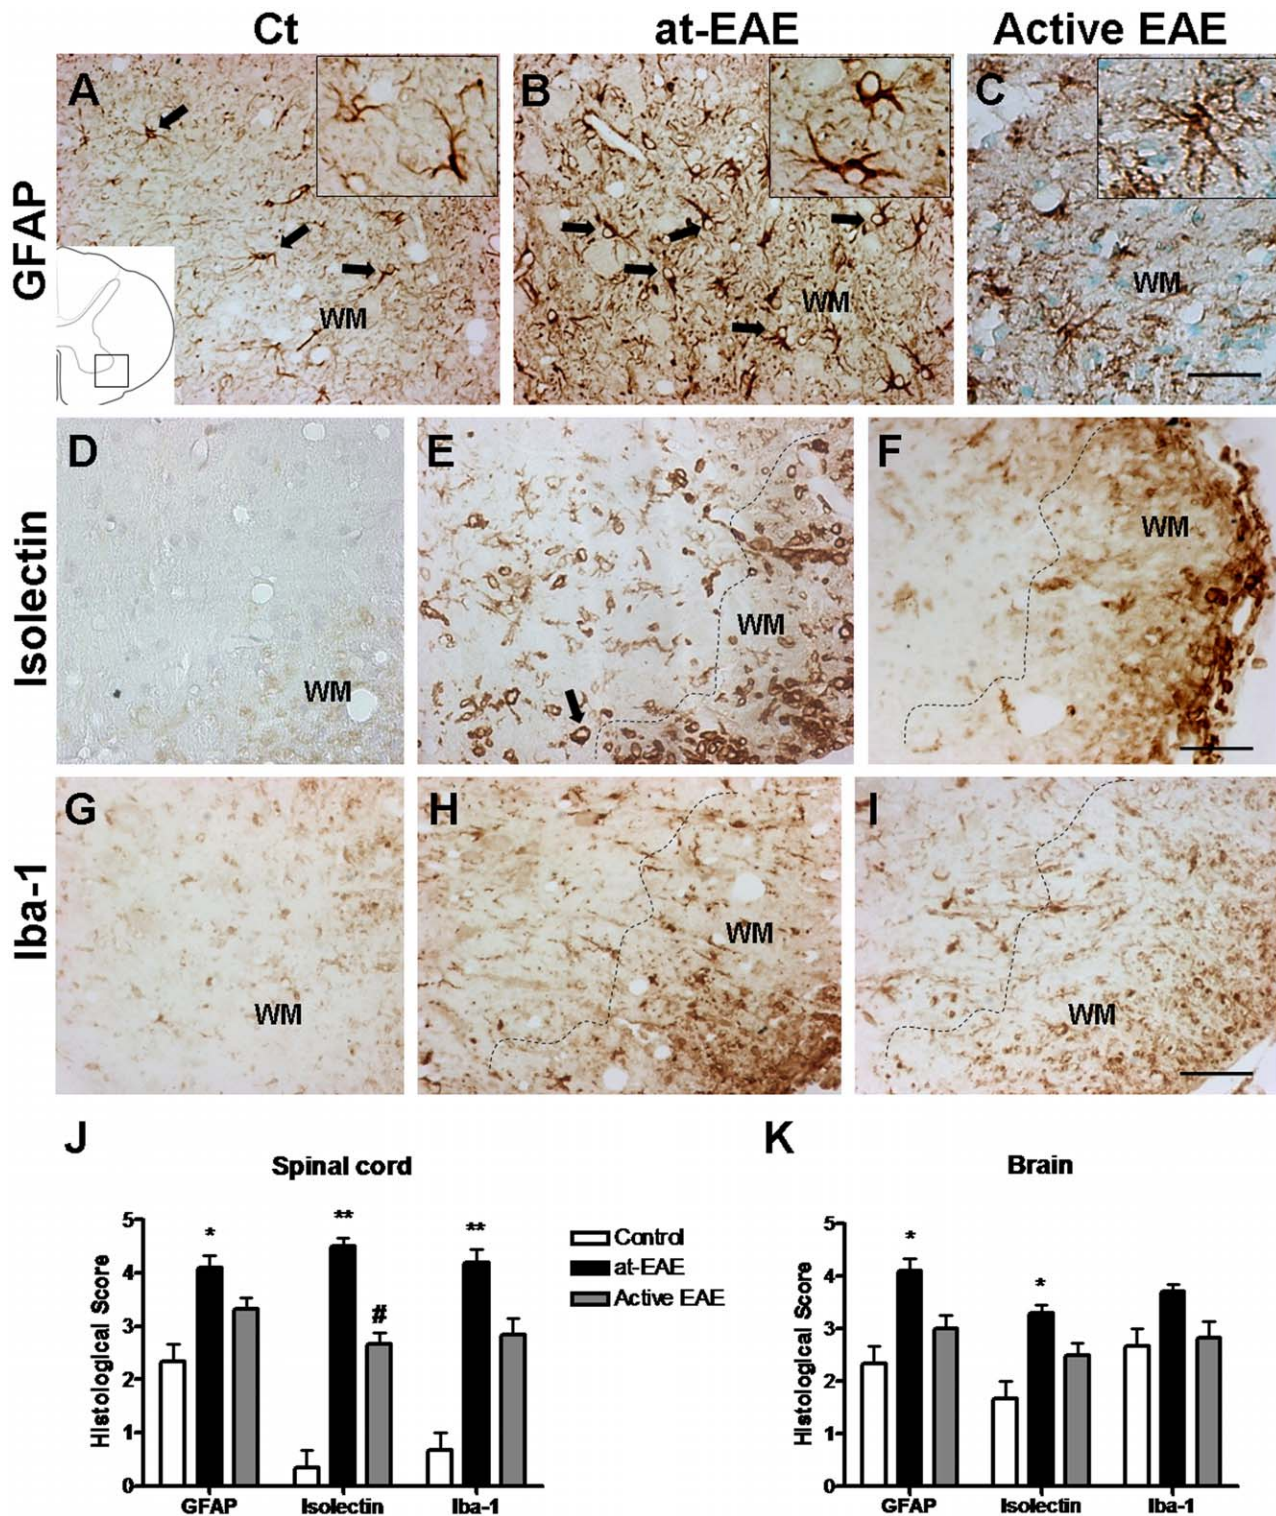 Ct at-EAE Active EAE
GFAP
A B C
WM WM WM
Isolectin
D E F
WM WM WM
Iba-1
G H I
WM WM WM
J
Spinal cord
Histological Score
5
4
3
2
1
0
* ** # **
GFAP Isolectin Iba-1
Control
at-EAE
Active EAE
K
Brain
Histological Score
5
4
3
2
1
0
* *
GFAP Isolectin Iba-1